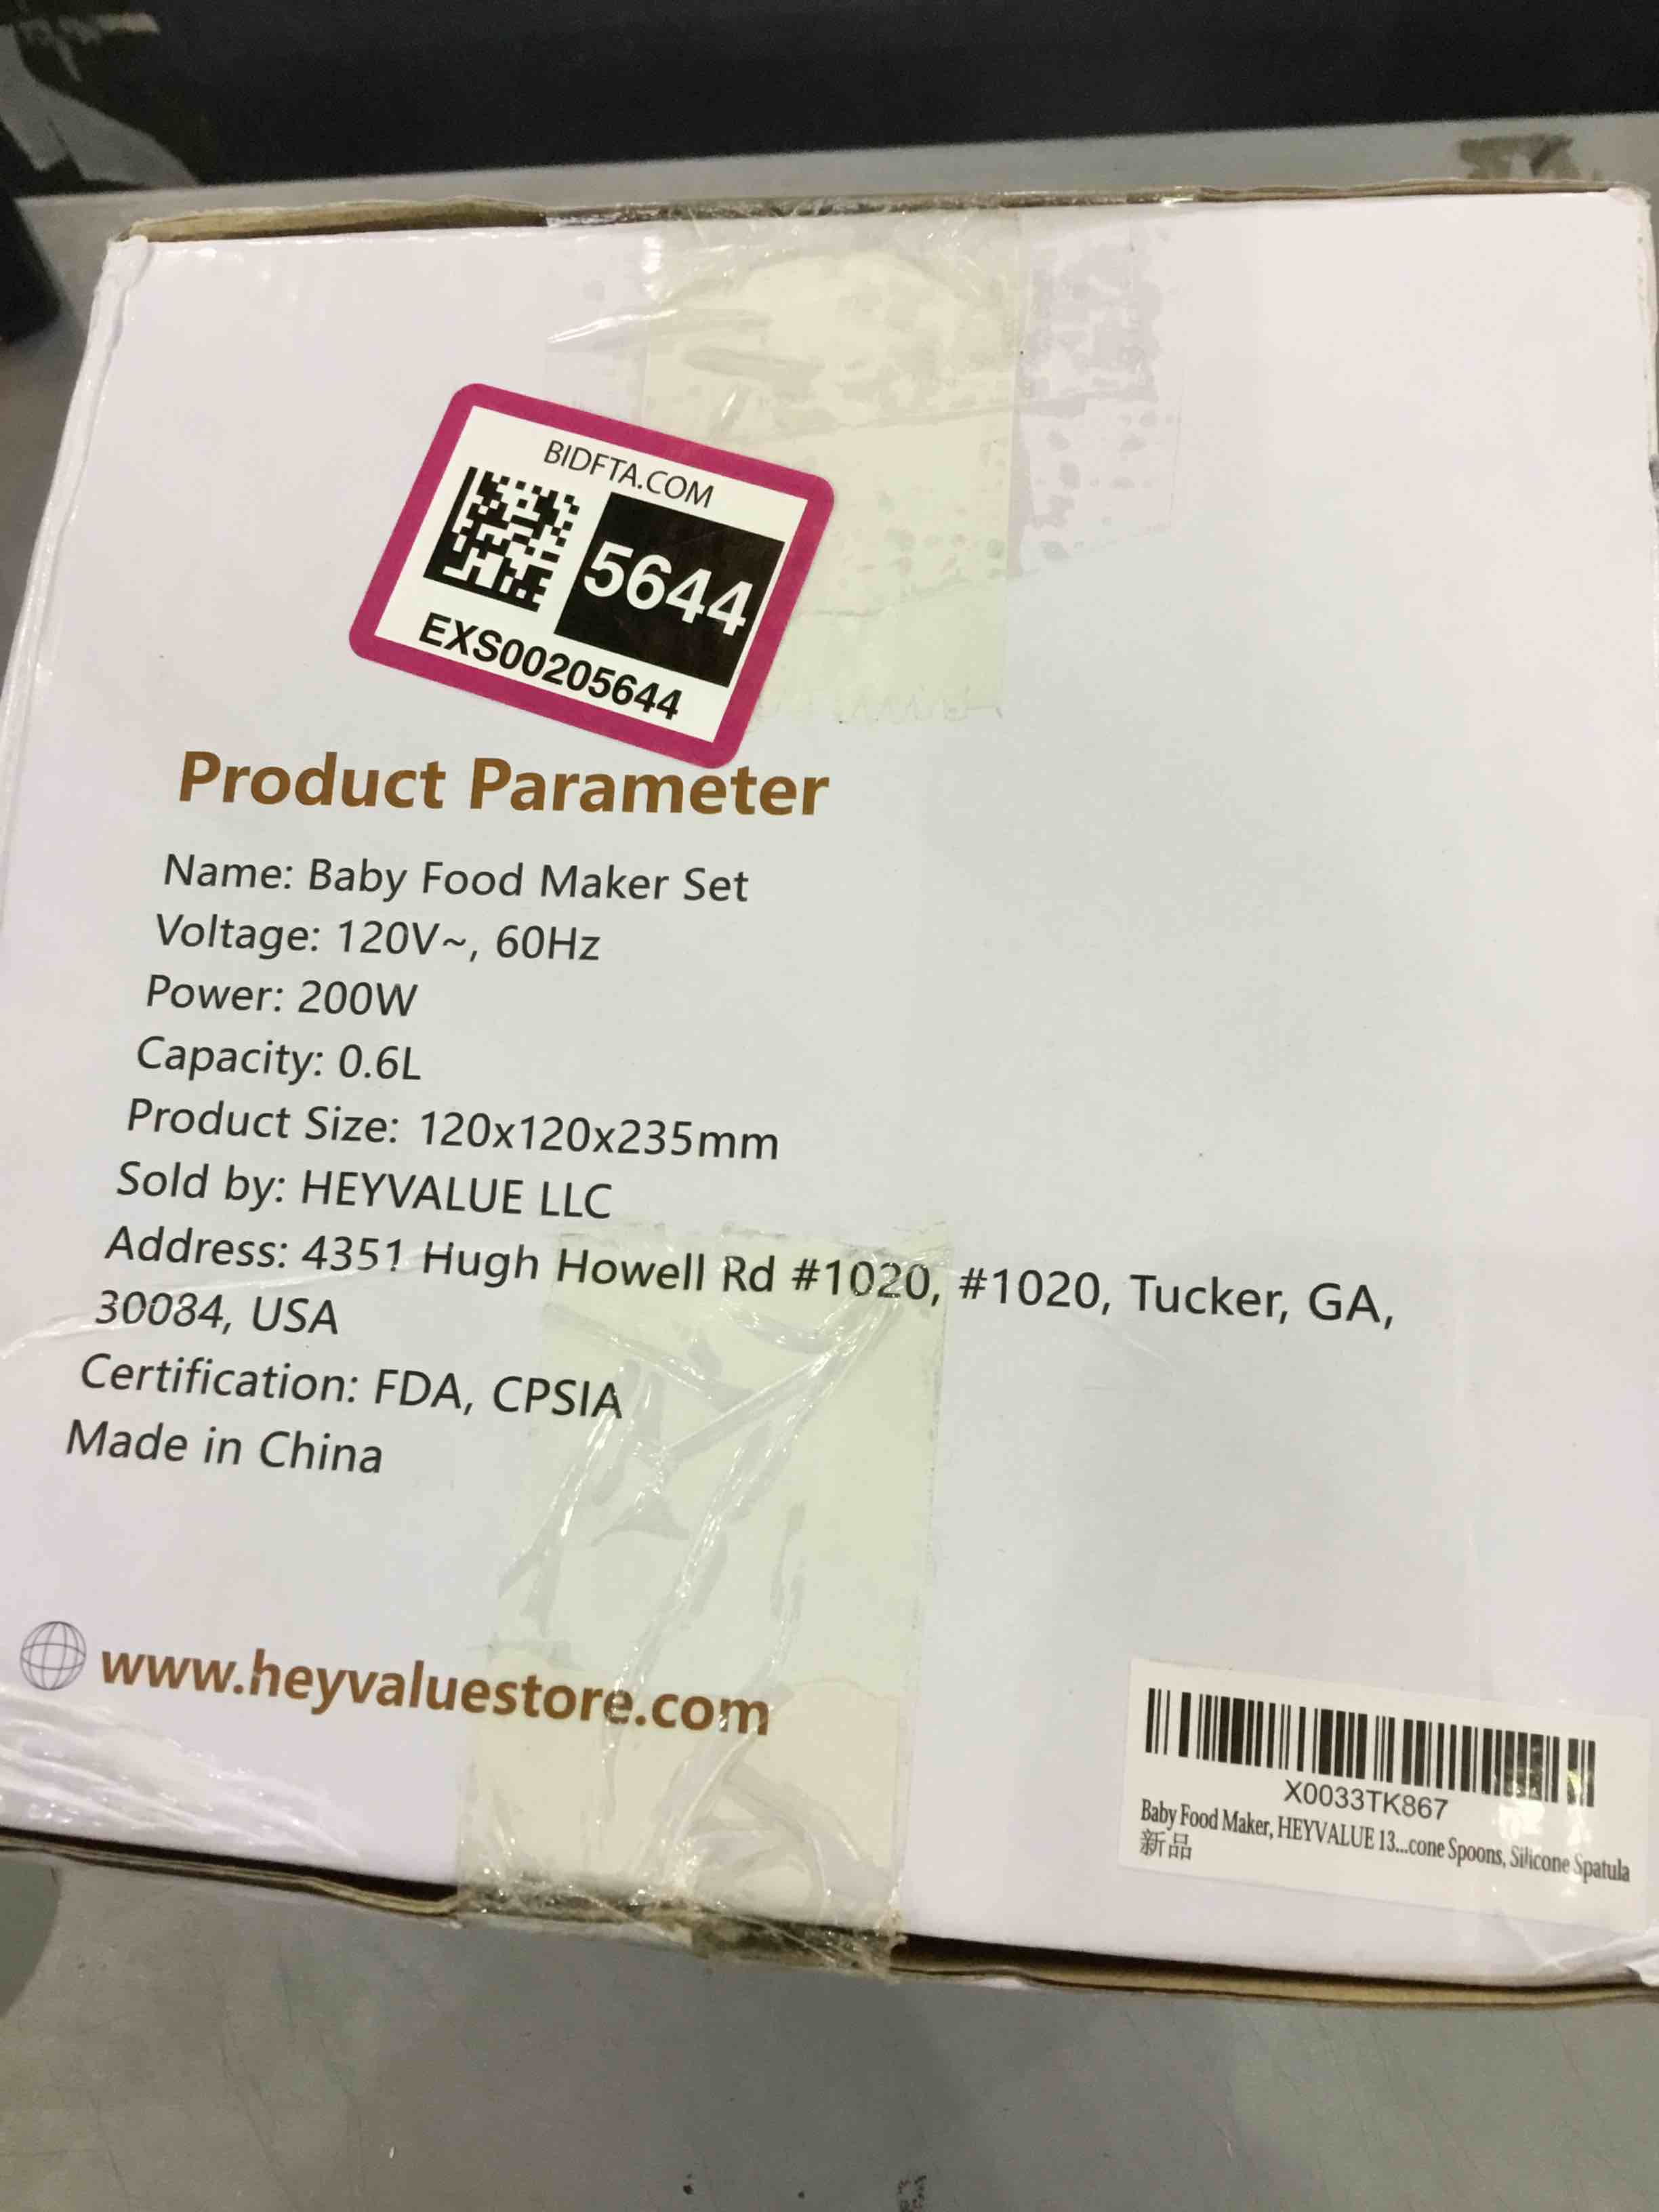 BIDFTA.COM
5644
EXS00205644
Product Parameter
Name: Baby Food Maker Set
Voltage: 120V~, 60Hz
Power: 200W
Capacity: 0.6L
Product Size: 120x120x235mm
Sold by: HEYVALUE LLC
Address: 4351 Hugh Howell Rd #1020, #1020, Tucker, GA,
30084, USA
Certification: FDA, CPSIA
Made in China
www.heyvaluestore.com
X0033TK867
Baby Food Maker, HEYVALUE 13...cone Spoons, Silicone Spatula
新品